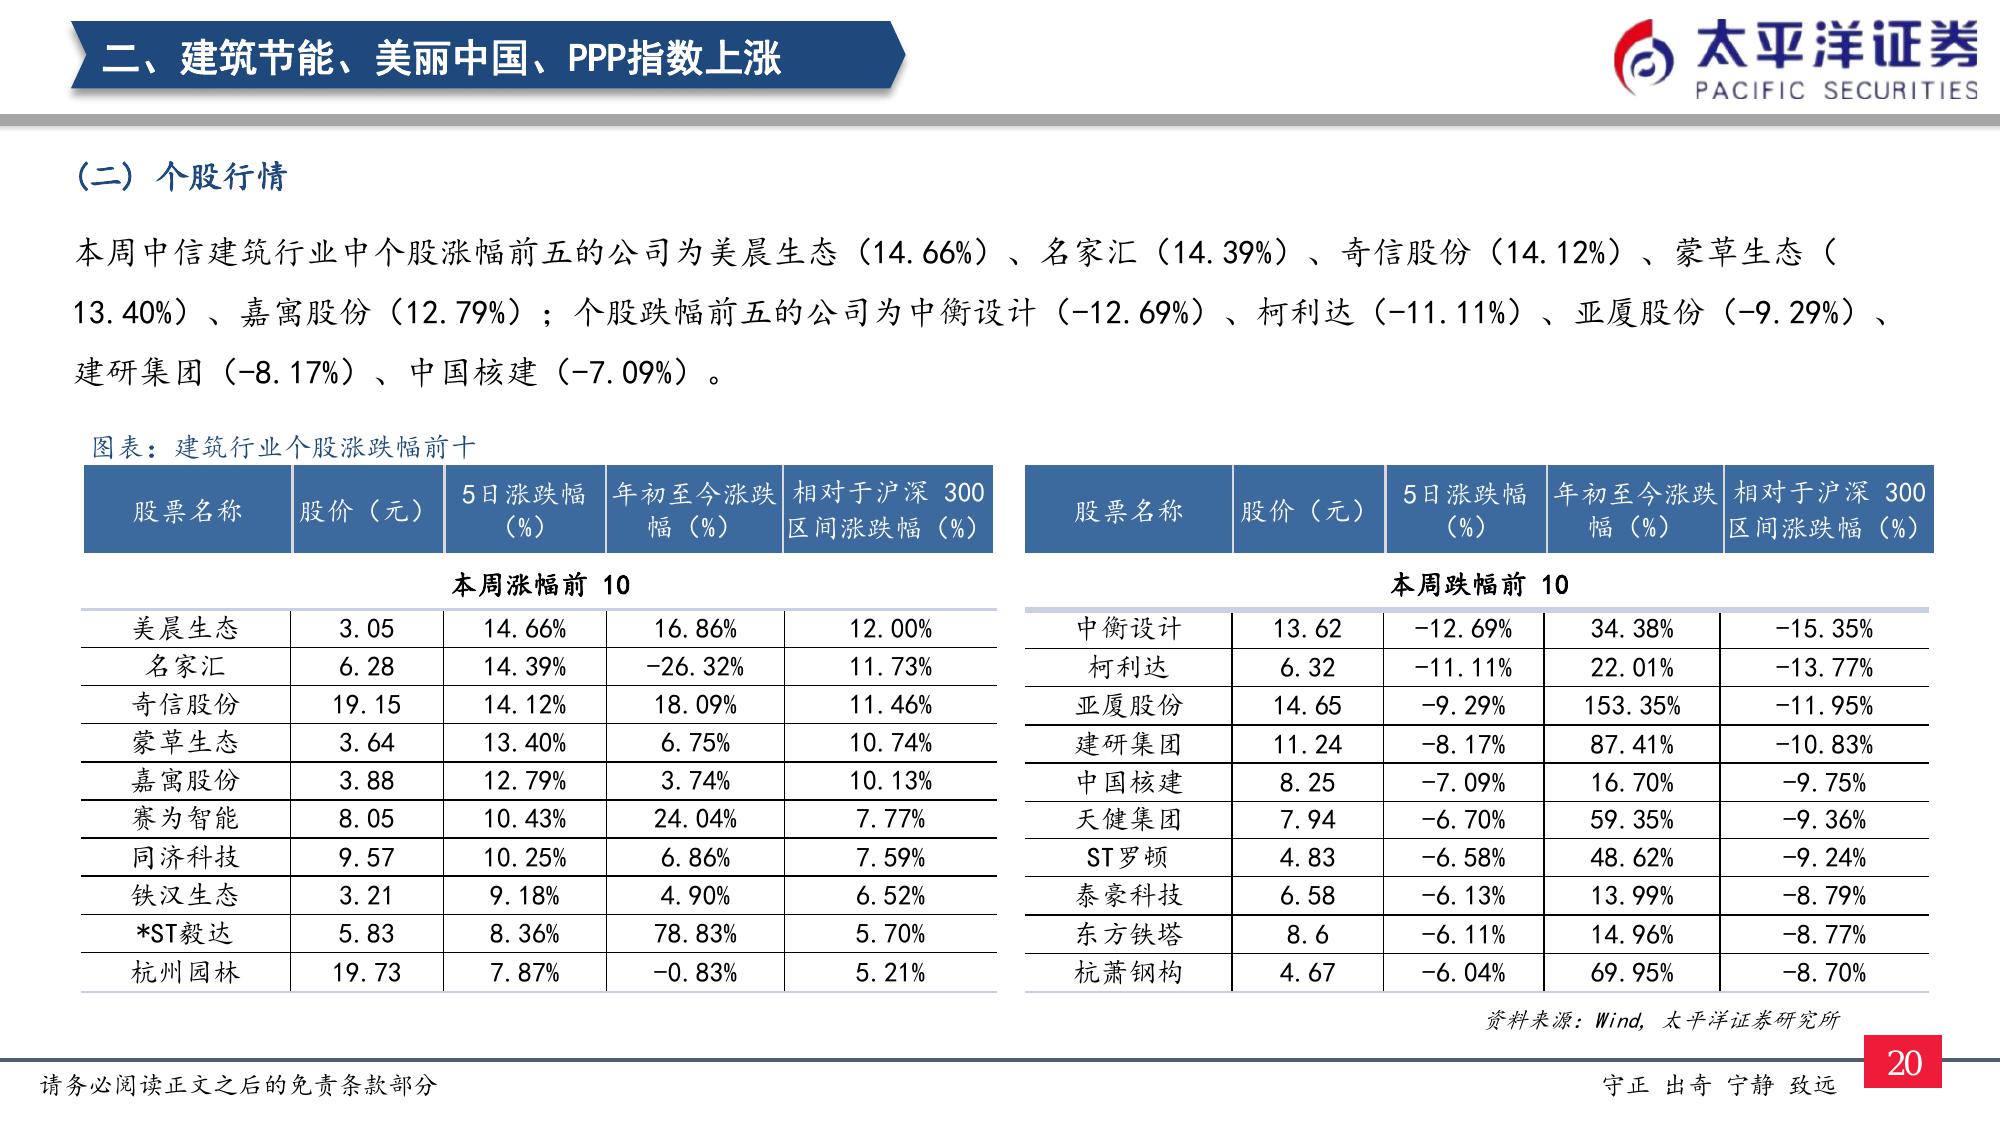 二、建筑节能、美丽中国、PPP指数上涨
太平洋证券
PACIFIC SECURITIES
（二）个股行情
本周中信建筑行业中个股涨幅前五的公司为美晨生态（14.66%）、名家汇（14.39%）、奇信股份（14.12%）、蒙草生态（
13.40%）、嘉寓股份（12.79%）；个股跌幅前五的公司为中衡设计（-12.69%）、柯利达（-11.11%）、亚厦股份（-9.29%）、
建研集团（-8.17%）、中国核建（-7.09%）。
图表：建筑行业个股涨跌幅前十
股票名称 股价（元） 5日涨跌幅（%） 年初至今涨跌幅（%） 相对于沪深 300 区间涨跌幅（%）
本周涨幅前 10
美晨生态 3.05 14.66% 16.86% 12.00%
名家汇 6.28 14.39% -26.32% 11.73%
奇信股份 19.15 14.12% 18.09% 11.46%
蒙草生态 3.64 13.40% 6.75% 10.74%
嘉寓股份 3.88 12.79% 3.74% 10.13%
赛为智能 8.05 10.43% 24.04% 7.77%
同济科技 9.57 10.25% 6.86% 7.59%
铁汉生态 3.21 9.18% 4.90% 6.52%
*ST毅达 5.83 8.36% 78.83% 5.70%
杭州园林 19.73 7.87% -0.83% 5.21%
股票名称 股价（元） 5日涨跌幅（%） 年初至今涨跌幅（%） 相对于沪深 300 区间涨跌幅（%）
本周跌幅前 10
中衡设计 13.62 -12.69% 34.38% -15.35%
柯利达 6.32 -11.11% 22.01% -13.77%
亚厦股份 14.65 -9.29% 153.35% -11.95%
建研集团 11.24 -8.17% 87.41% -10.83%
中国核建 8.25 -7.09% 16.70% -9.75%
天健集团 7.94 -6.70% 59.35% -9.36%
ST罗顿 4.83 -6.58% 48.62% -9.24%
泰豪科技 6.58 -6.13% 13.99% -8.79%
东方铁塔 8.6 -6.11% 14.96% -8.77%
杭萧钢构 4.67 -6.04% 69.95% -8.70%
资料来源：Wind, 太平洋证券研究所
请务必阅读正文之后的免责条款部分
守正 出奇 宁静 致远
20